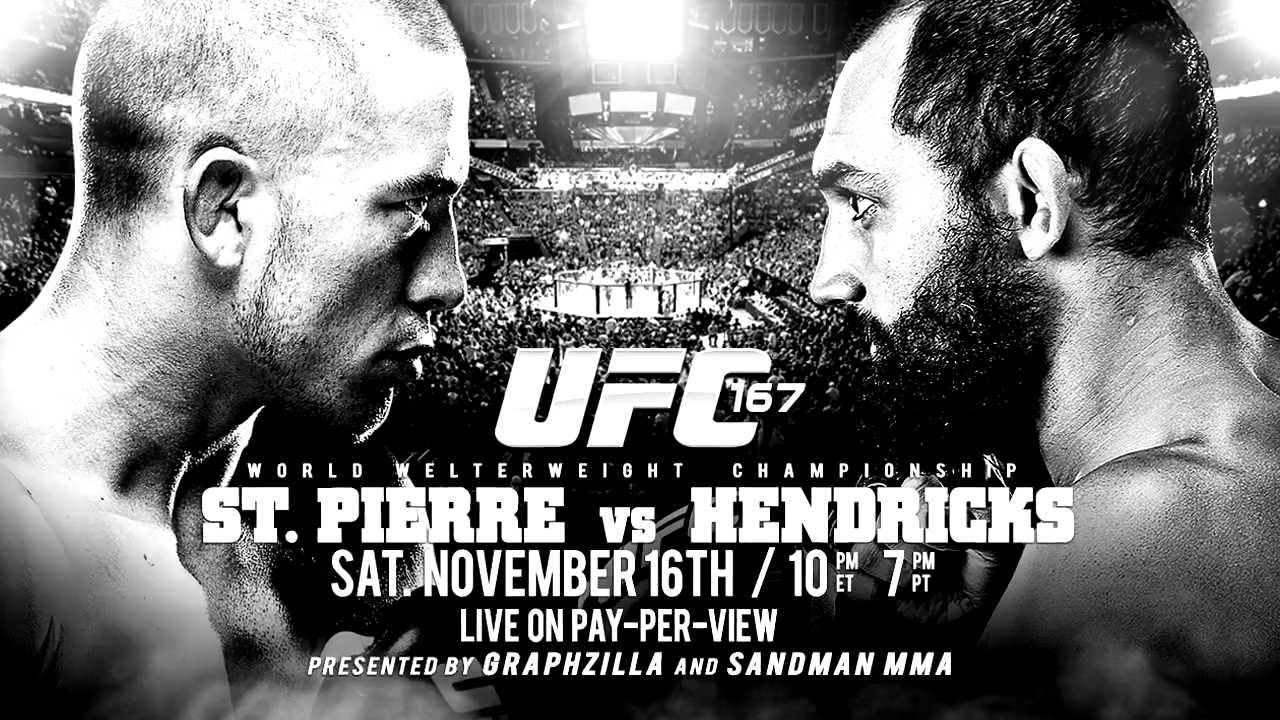 UFC 167
WORLD WELTERWEIGHT CHAMPIONSHIP
ST. PIERRE VS HENDRICKS
SAT. NOVEMBER 16TH / 10 PM ET 7 PM PT
LIVE ON PAY-PER-VIEW
PRESENTED BY GRAPHZILLA AND SANDMAN MMA